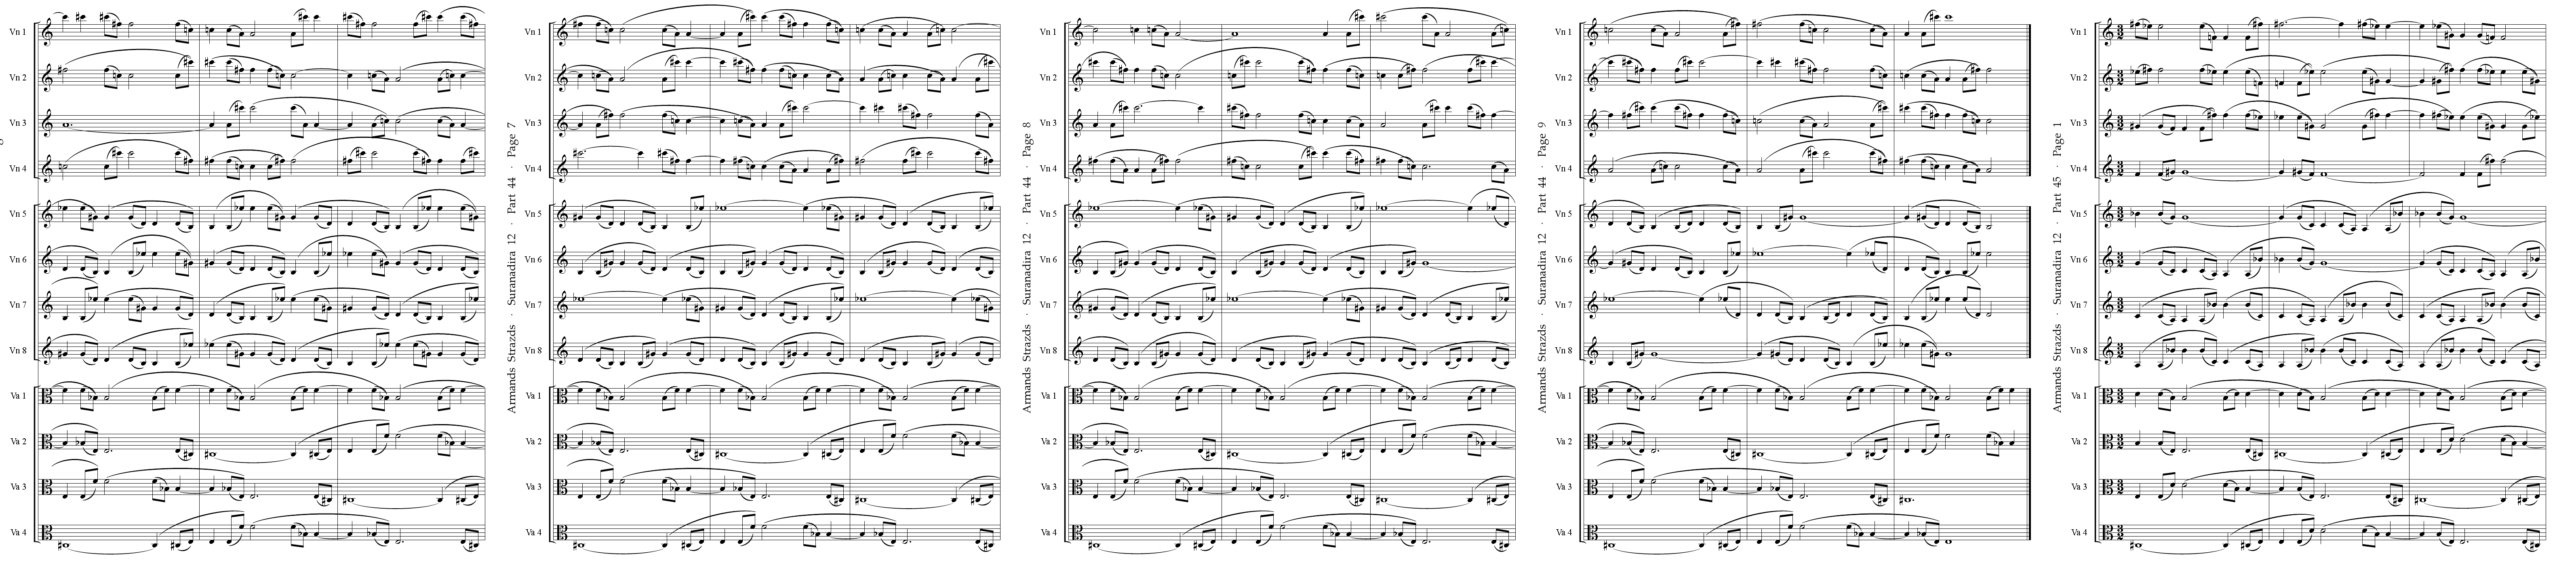 Vn 1
Vn 2
Vn 3
Vn 4
Vn 5
Vn 6
Vn 7
Vn 8
Va 1
Va 2
Va 3
Va 4
Armands Strazds · Suranadira 12 · Part 44 · Page 7
Vn 1
Vn 2
Vn 3
Vn 4
Vn 5
Vn 6
Vn 7
Vn 8
Va 1
Va 2
Va 3
Va 4
Armands Strazds · Suranadira 12 · Part 44 · Page 8
Vn 1
Vn 2
Vn 3
Vn 4
Vn 5
Vn 6
Vn 7
Vn 8
Va 1
Va 2
Va 3
Va 4
Armands Strazds · Suranadira 12 · Part 44 · Page 9
Vn 1
Vn 2
Vn 3
Vn 4
Vn 5
Vn 6
Vn 7
Vn 8
Va 1
Va 2
Va 3
Va 4
Armands Strazds · Suranadira 12 · Part 45 · Page 1
Vn 1
Vn 2
Vn 3
Vn 4
Vn 5
Vn 6
Vn 7
Vn 8
Va 1
Va 2
Va 3
Va 4